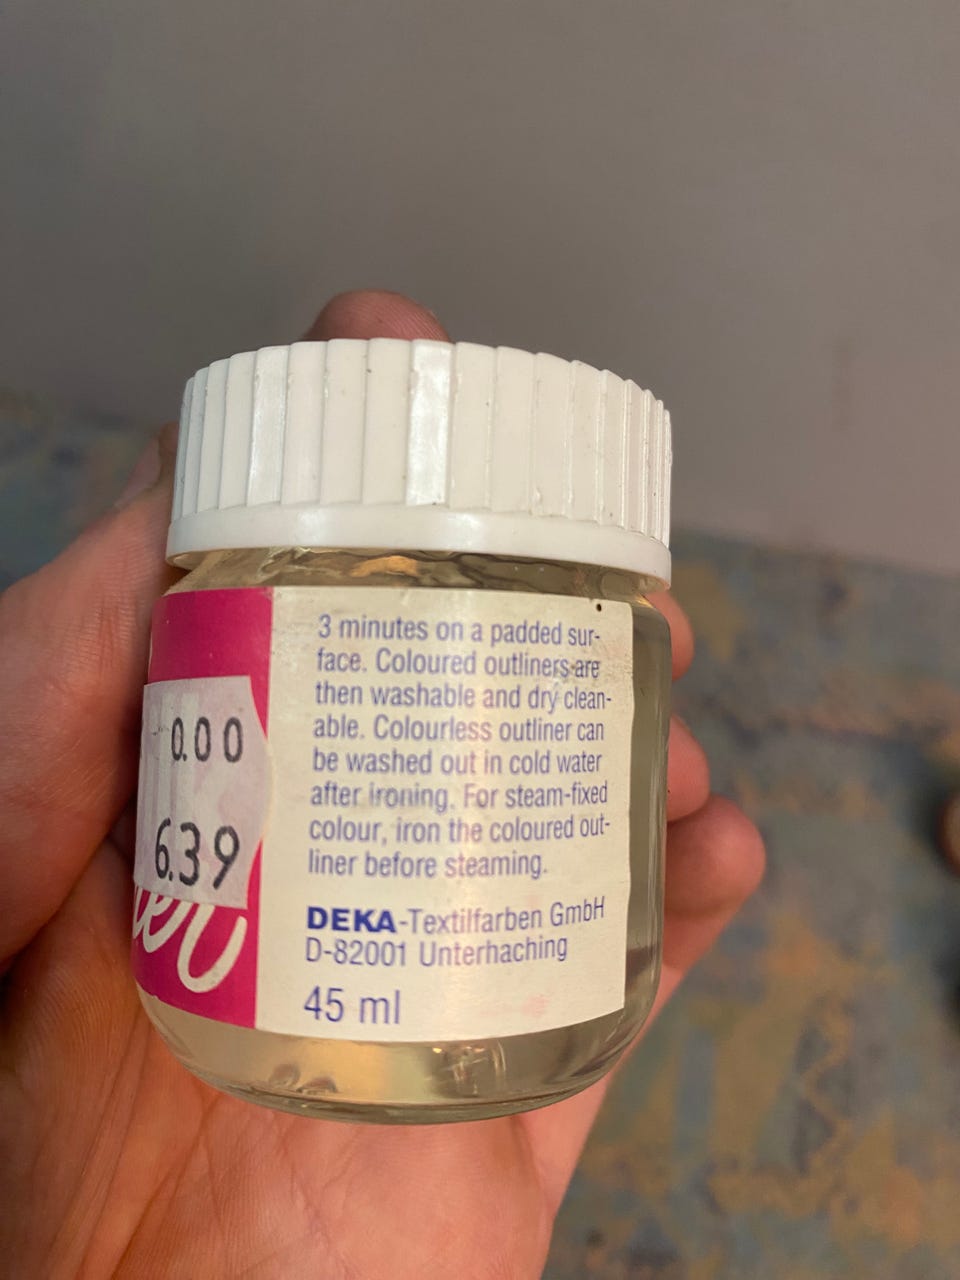 3 minutes on a padded sur-
face. Coloured outliners are
then washable and dry clean-
able. Colourless outliner can
be washed out in cold water
after ironing. For steam-fixed
colour, iron the coloured out-
liner before steaming.
DEKA-Textilfarben GmbH
D-82001 Unterhaching
45 ml
0.00
6.39